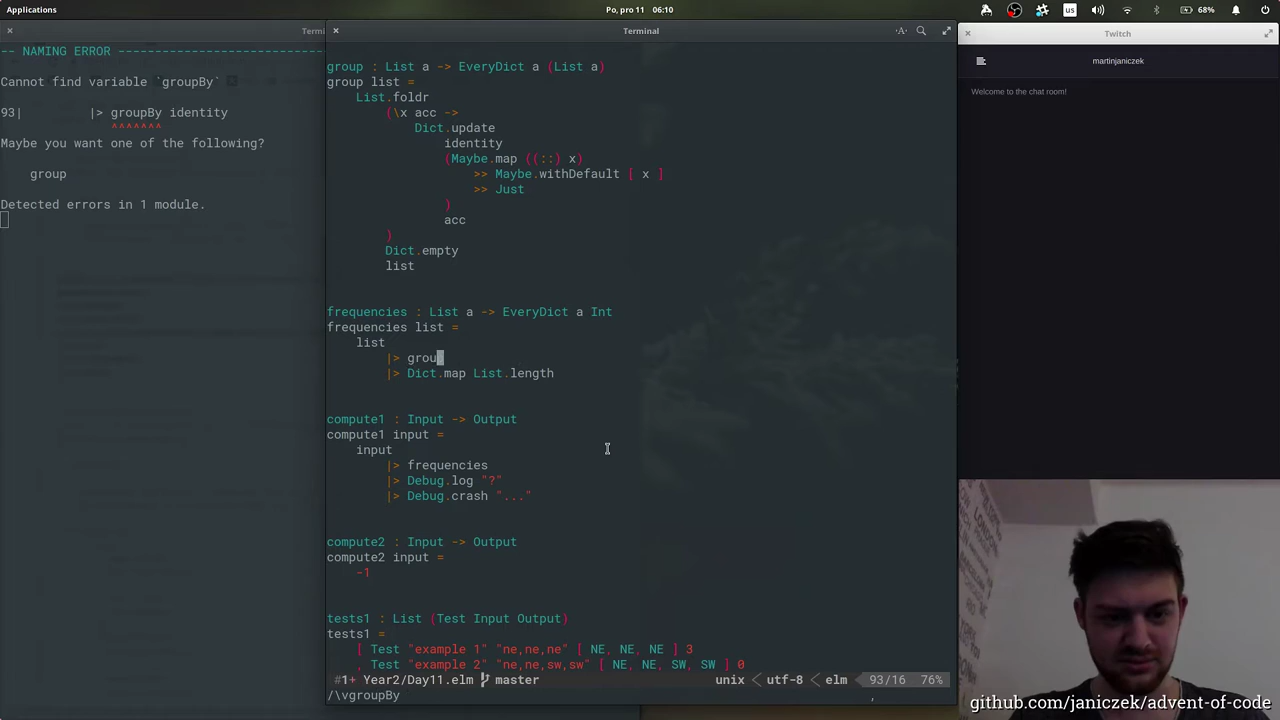 Applications
Po, pro 11 06:10
us
68%
Termi
-- NAMING ERROR ----------------------------
Cannot find variable `groupBy`
93| |> groupBy identity
^^^^^^^
Maybe you want one of the following?
group
Detected errors in 1 module.
Terminal
group : List a -> EveryDict a (List a)
group list =
List.foldr
(\x acc ->
Dict.update
identity
(Maybe.map ((::) x)
>> Maybe.withDefault [ x ]
>> Just
)
acc
)
Dict.empty
list
frequencies : List a -> EveryDict a Int
frequencies list =
list
|> group
|> Dict.map List.length
compute1 : Input -> Output
compute1 input =
input
|> frequencies
|> Debug.log "?"
|> Debug.crash "..."
compute2 : Input -> Output
compute2 input =
-1
tests1 : List (Test Input Output)
tests1 =
[ Test "example 1" "ne,ne,ne" [ NE, NE, NE ] 3
, Test "example 2" "ne,ne,sw,sw" [ NE, NE, SW, SW ] 0
#1+ Year2/Day11.elm master unix < utf-8 < elm 93/16 76%
/\vgroupBy ,
Twitch
martinjaniczek
Welcome to the chat room!
github.com/janiczek/advent-of-code